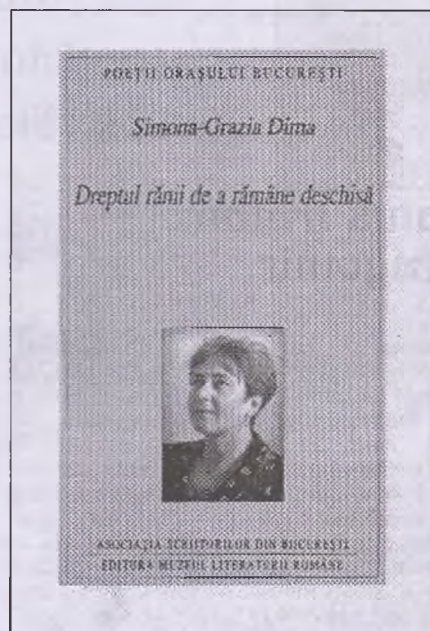 POEȚII ORAȘULUI BUCUREȘTI
Simona-Grazia Dima
Dreptul rănii de a rămâne deschisă
ASOCIAȚIA SCRIITORILOR DIN BUCUREȘTI
EDITURA MUZEUL LITERATURII ROMÂNE